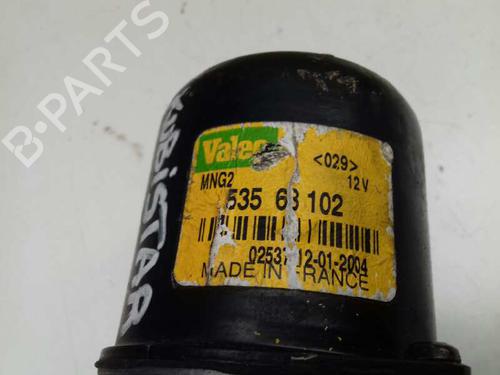 B-PARTS
KUBISTAR
Valeo
<029>
MNG2
12V
535 63 102
0253 12-01-2004
MADE IN FRANCE